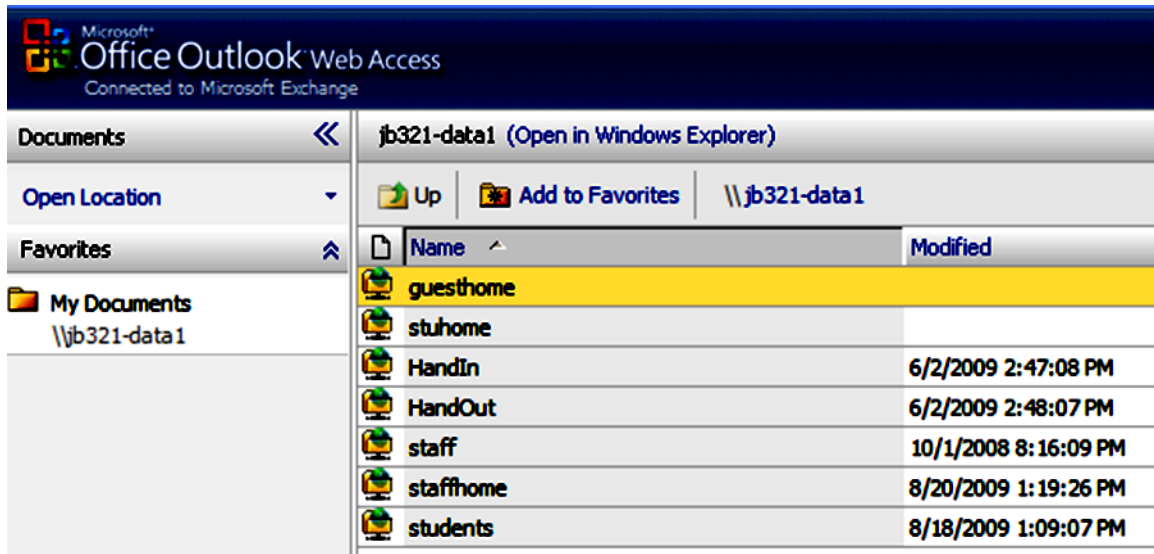 Microsoft®
Office Outlook Web Access
Connected to Microsoft Exchange
Documents
jb321-data1 (Open in Windows Explorer)
Open Location
Up Add to Favorites \\jb321-data1
Favorites
Name Modified
My Documents
\\jb321-data1
guesthome
stuhome
HandIn 6/2/2009 2:47:08 PM
HandOut 6/2/2009 2:48:07 PM
staff 10/1/2008 8:16:09 PM
staffhome 8/20/2009 1:19:26 PM
students 8/18/2009 1:09:07 PM